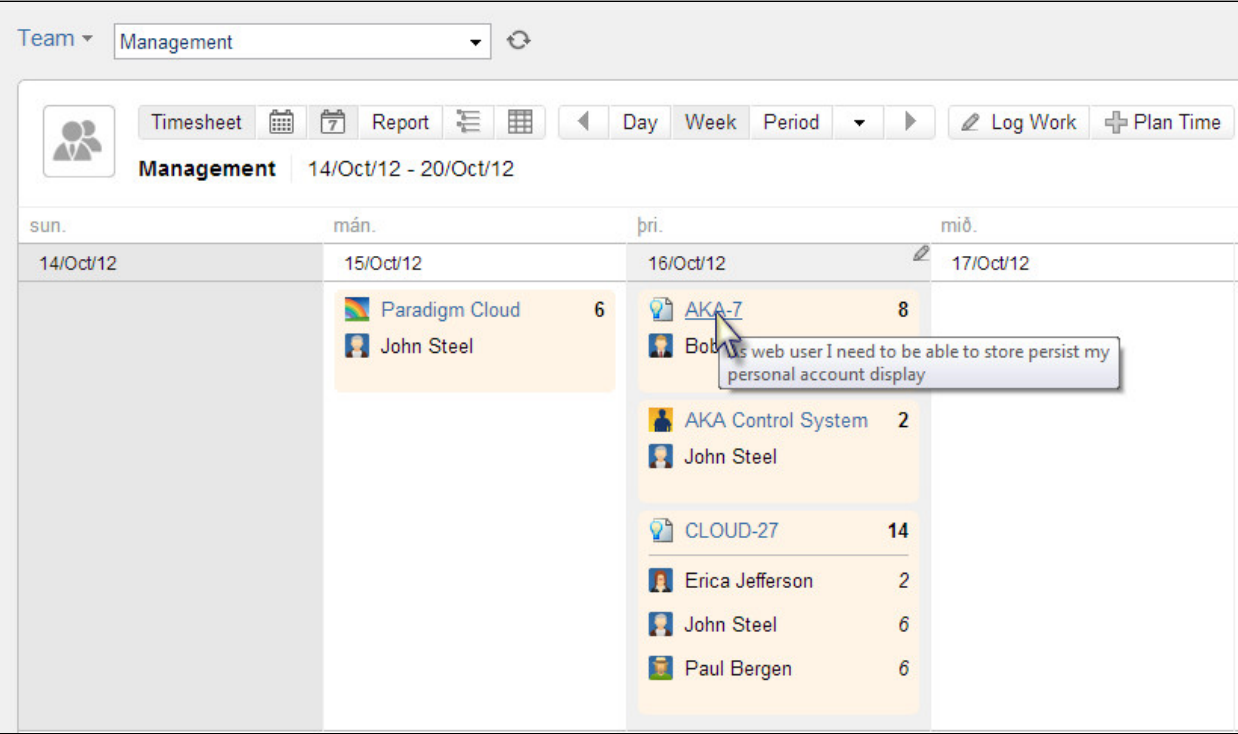 Team Management
Timesheet 7 Report Day Week Period Log Work Plan Time
Management 14/Oct/12 - 20/Oct/12
sun. mán. þri. mið.
14/Oct/12 15/Oct/12 16/Oct/12 17/Oct/12
Paradigm Cloud 6
John Steel
AKA-7 8
Bob
s web user I need to be able to store persist my
personal account display
AKA Control System 2
John Steel
CLOUD-27 14
Erica Jefferson 2
John Steel 6
Paul Bergen 6